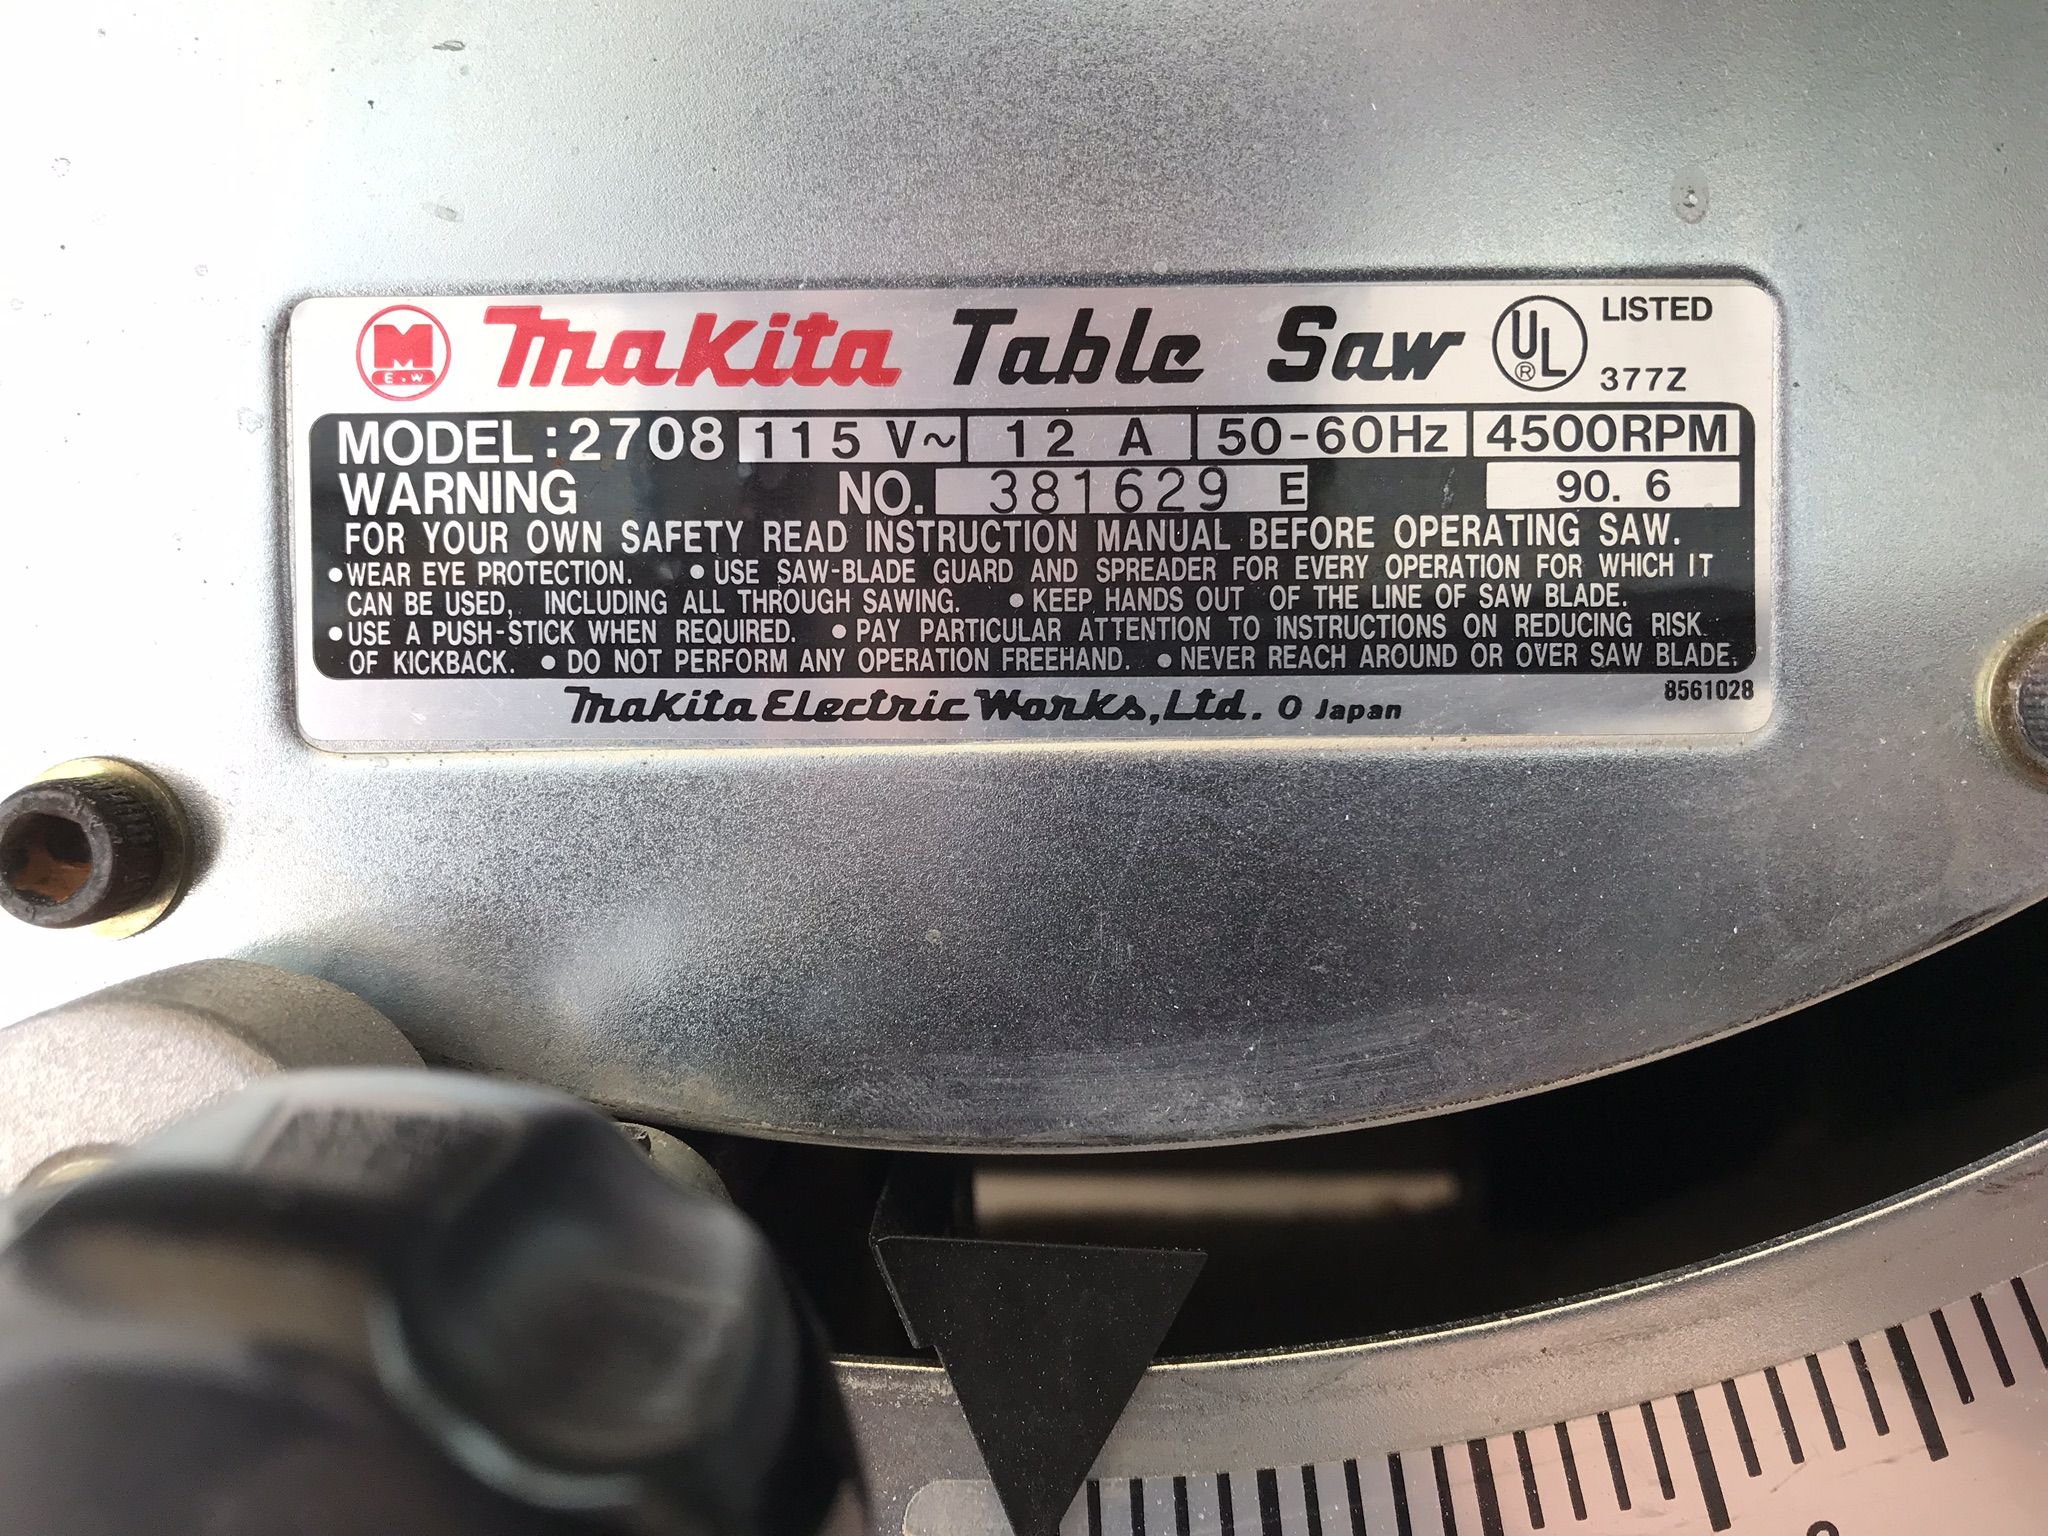 M E.W Makita Table Saw UL ® LISTED 377Z
MODEL:2708 115 V~ 12 A 50-60Hz 4500RPM
WARNING NO. 381629 E 90. 6
FOR YOUR OWN SAFETY READ INSTRUCTION MANUAL BEFORE OPERATING SAW.
•WEAR EYE PROTECTION. •USE SAW-BLADE GUARD AND SPREADER FOR EVERY OPERATION FOR WHICH IT
CAN BE USED, INCLUDING ALL THROUGH SAWING. •KEEP HANDS OUT OF THE LINE OF SAW BLADE.
•USE A PUSH-STICK WHEN REQUIRED. •PAY PARTICULAR ATTENTION TO INSTRUCTIONS ON REDUCING RISK
OF KICKBACK. •DO NOT PERFORM ANY OPERATION FREEHAND. •NEVER REACH AROUND OR OVER SAW BLADE.
Makita Electric Works, Ltd. O Japan 8561028